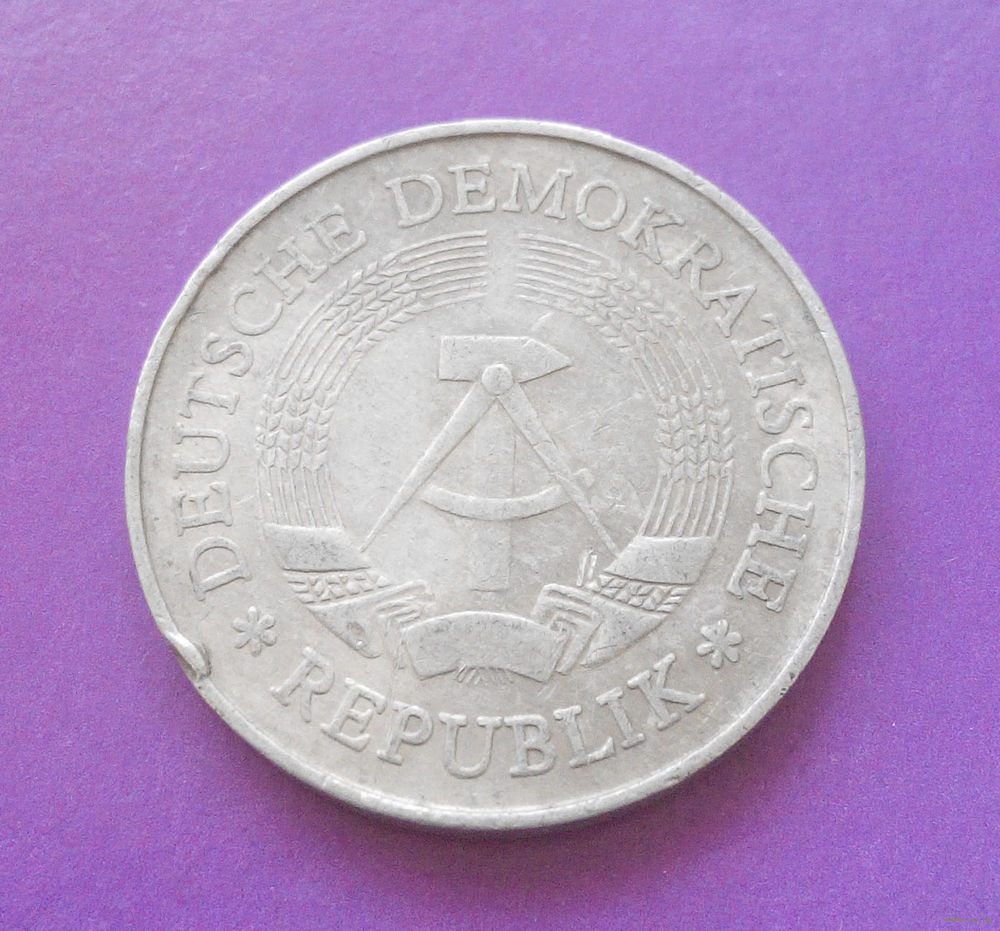 DEUTSCHE DEMOKRATISCHE
* REPUBLIK *